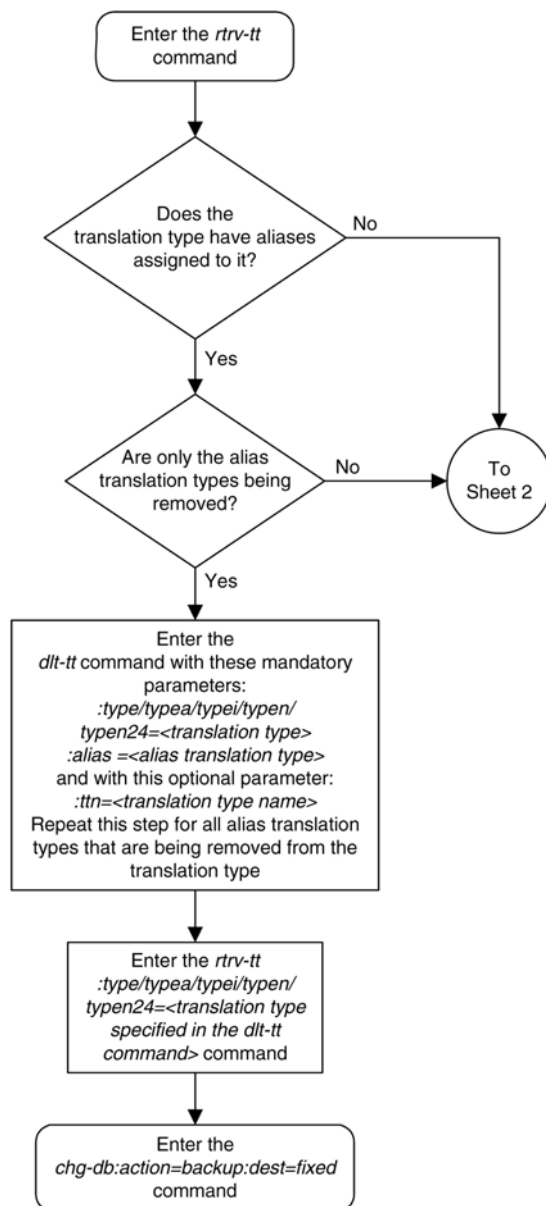 Enter the rtrv-tt
command
Does the
translation type have aliases
assigned to it?
No
Yes
Are only the alias
translation types being
removed?
No
To
Sheet 2
Yes
Enter the
dlt-tt command with these mandatory
parameters:
:type/typea/typei/typen/
typen24=<translation type>
:alias =<alias translation type>
and with this optional parameter:
:ttn=<translation type name>
Repeat this step for all alias translation
types that are being removed from the
translation type
Enter the rtrv-tt
:type/typea/typei/typen/
typen24=<translation type
specified in the dlt-tt
command> command
Enter the
chg-db:action=backup:dest=fixed
command